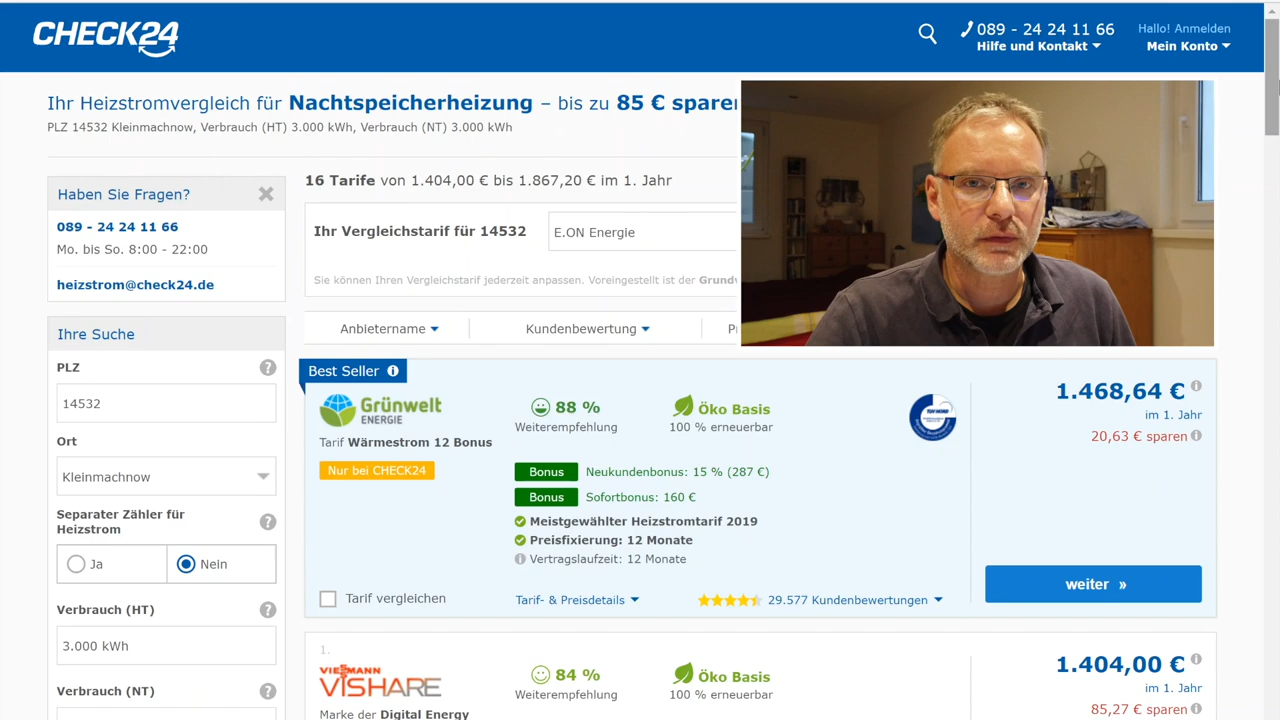 CHECK24
089 - 24 24 11 66
Hilfe und Kontakt
Hallo! Anmelden
Mein Konto
Ihr Heizstromvergleich für Nachtspeicherheizung – bis zu 85 € sparen
PLZ 14532 Kleinmachnow, Verbrauch (HT) 3.000 kWh, Verbrauch (NT) 3.000 kWh
Haben Sie Fragen?
089 - 24 24 11 66
Mo. bis So. 8:00 - 22:00
heizstrom@check24.de
Ihre Suche
PLZ
14532
Ort
Kleinmachnow
Separater Zähler für
Heizstrom
Ja
Nein
Verbrauch (HT)
3.000 kWh
Verbrauch (NT)
16 Tarife von 1.404,00 € bis 1.867,20 € im 1. Jahr
Ihr Vergleichstarif für 14532
E.ON Energie
Sie können Ihren Vergleichstarif jederzeit anpassen. Voreingestellt ist der Grundv
Anbietername
Kundenbewertung
P
Best Seller
Grünwelt
ENERGIE
Tarif Wärmestrom 12 Bonus
Nur bei CHECK24
88 %
Weiterempfehlung
Öko Basis
100 % erneuerbar
TÜV NORD
Bonus Neukundenbonus: 15 % (287 €)
Bonus Sofortbonus: 160 €
Meistgewählter Heizstromtarif 2019
Preisfixierung: 12 Monate
Vertragslaufzeit: 12 Monate
1.468,64 €
im 1. Jahr
20,63 € sparen
weiter »
Tarif vergleichen
Tarif- & Preisdetails
29.577 Kundenbewertungen
1.
VIESMANN
VISHARE
Marke der Digital Energy
84 %
Weiterempfehlung
Öko Basis
100 % erneuerbar
1.404,00 €
im 1. Jahr
85,27 € sparen